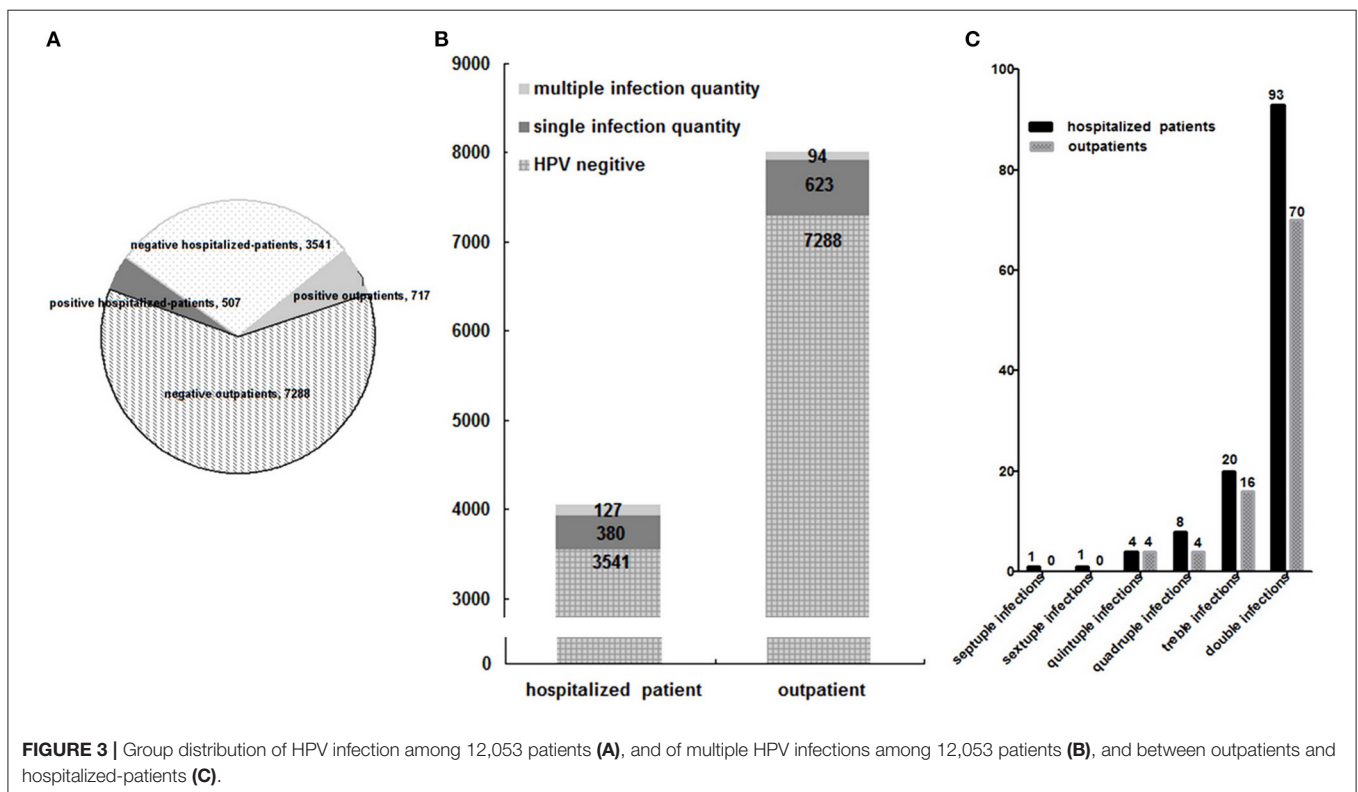 A
negative hospitalized-patients, 3541
positive hospitalized-patients, 507
positive outpatients, 717
negative outpatients, 7288
B
9000
8000
7000
6000
5000
4000
3000
0
multiple infection quantity
single infection quantity
HPV negitive
127
380
3541
94
623
7288
hospitalized patient
outpatient
C
100
80
60
40
20
0
hospitalized patients
outpatients
1
0
1
0
4
4
8
4
20
16
93
70
septuple infections
sextuple infections
quintuple infections
quadruple infections
treble infections
double infections
FIGURE 3 | Group distribution of HPV infection among 12,053 patients (A), and of multiple HPV infections among 12,053 patients (B), and between outpatients and
hospitalized-patients (C).